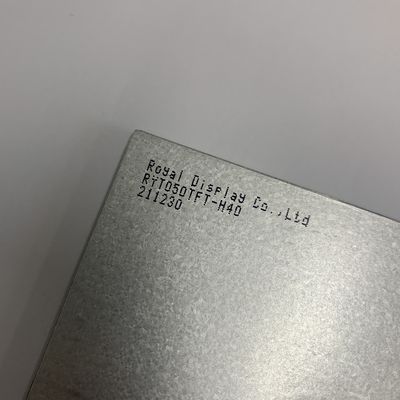 Royal Display Co.,Ltd
RYT050TFT-H40
211230